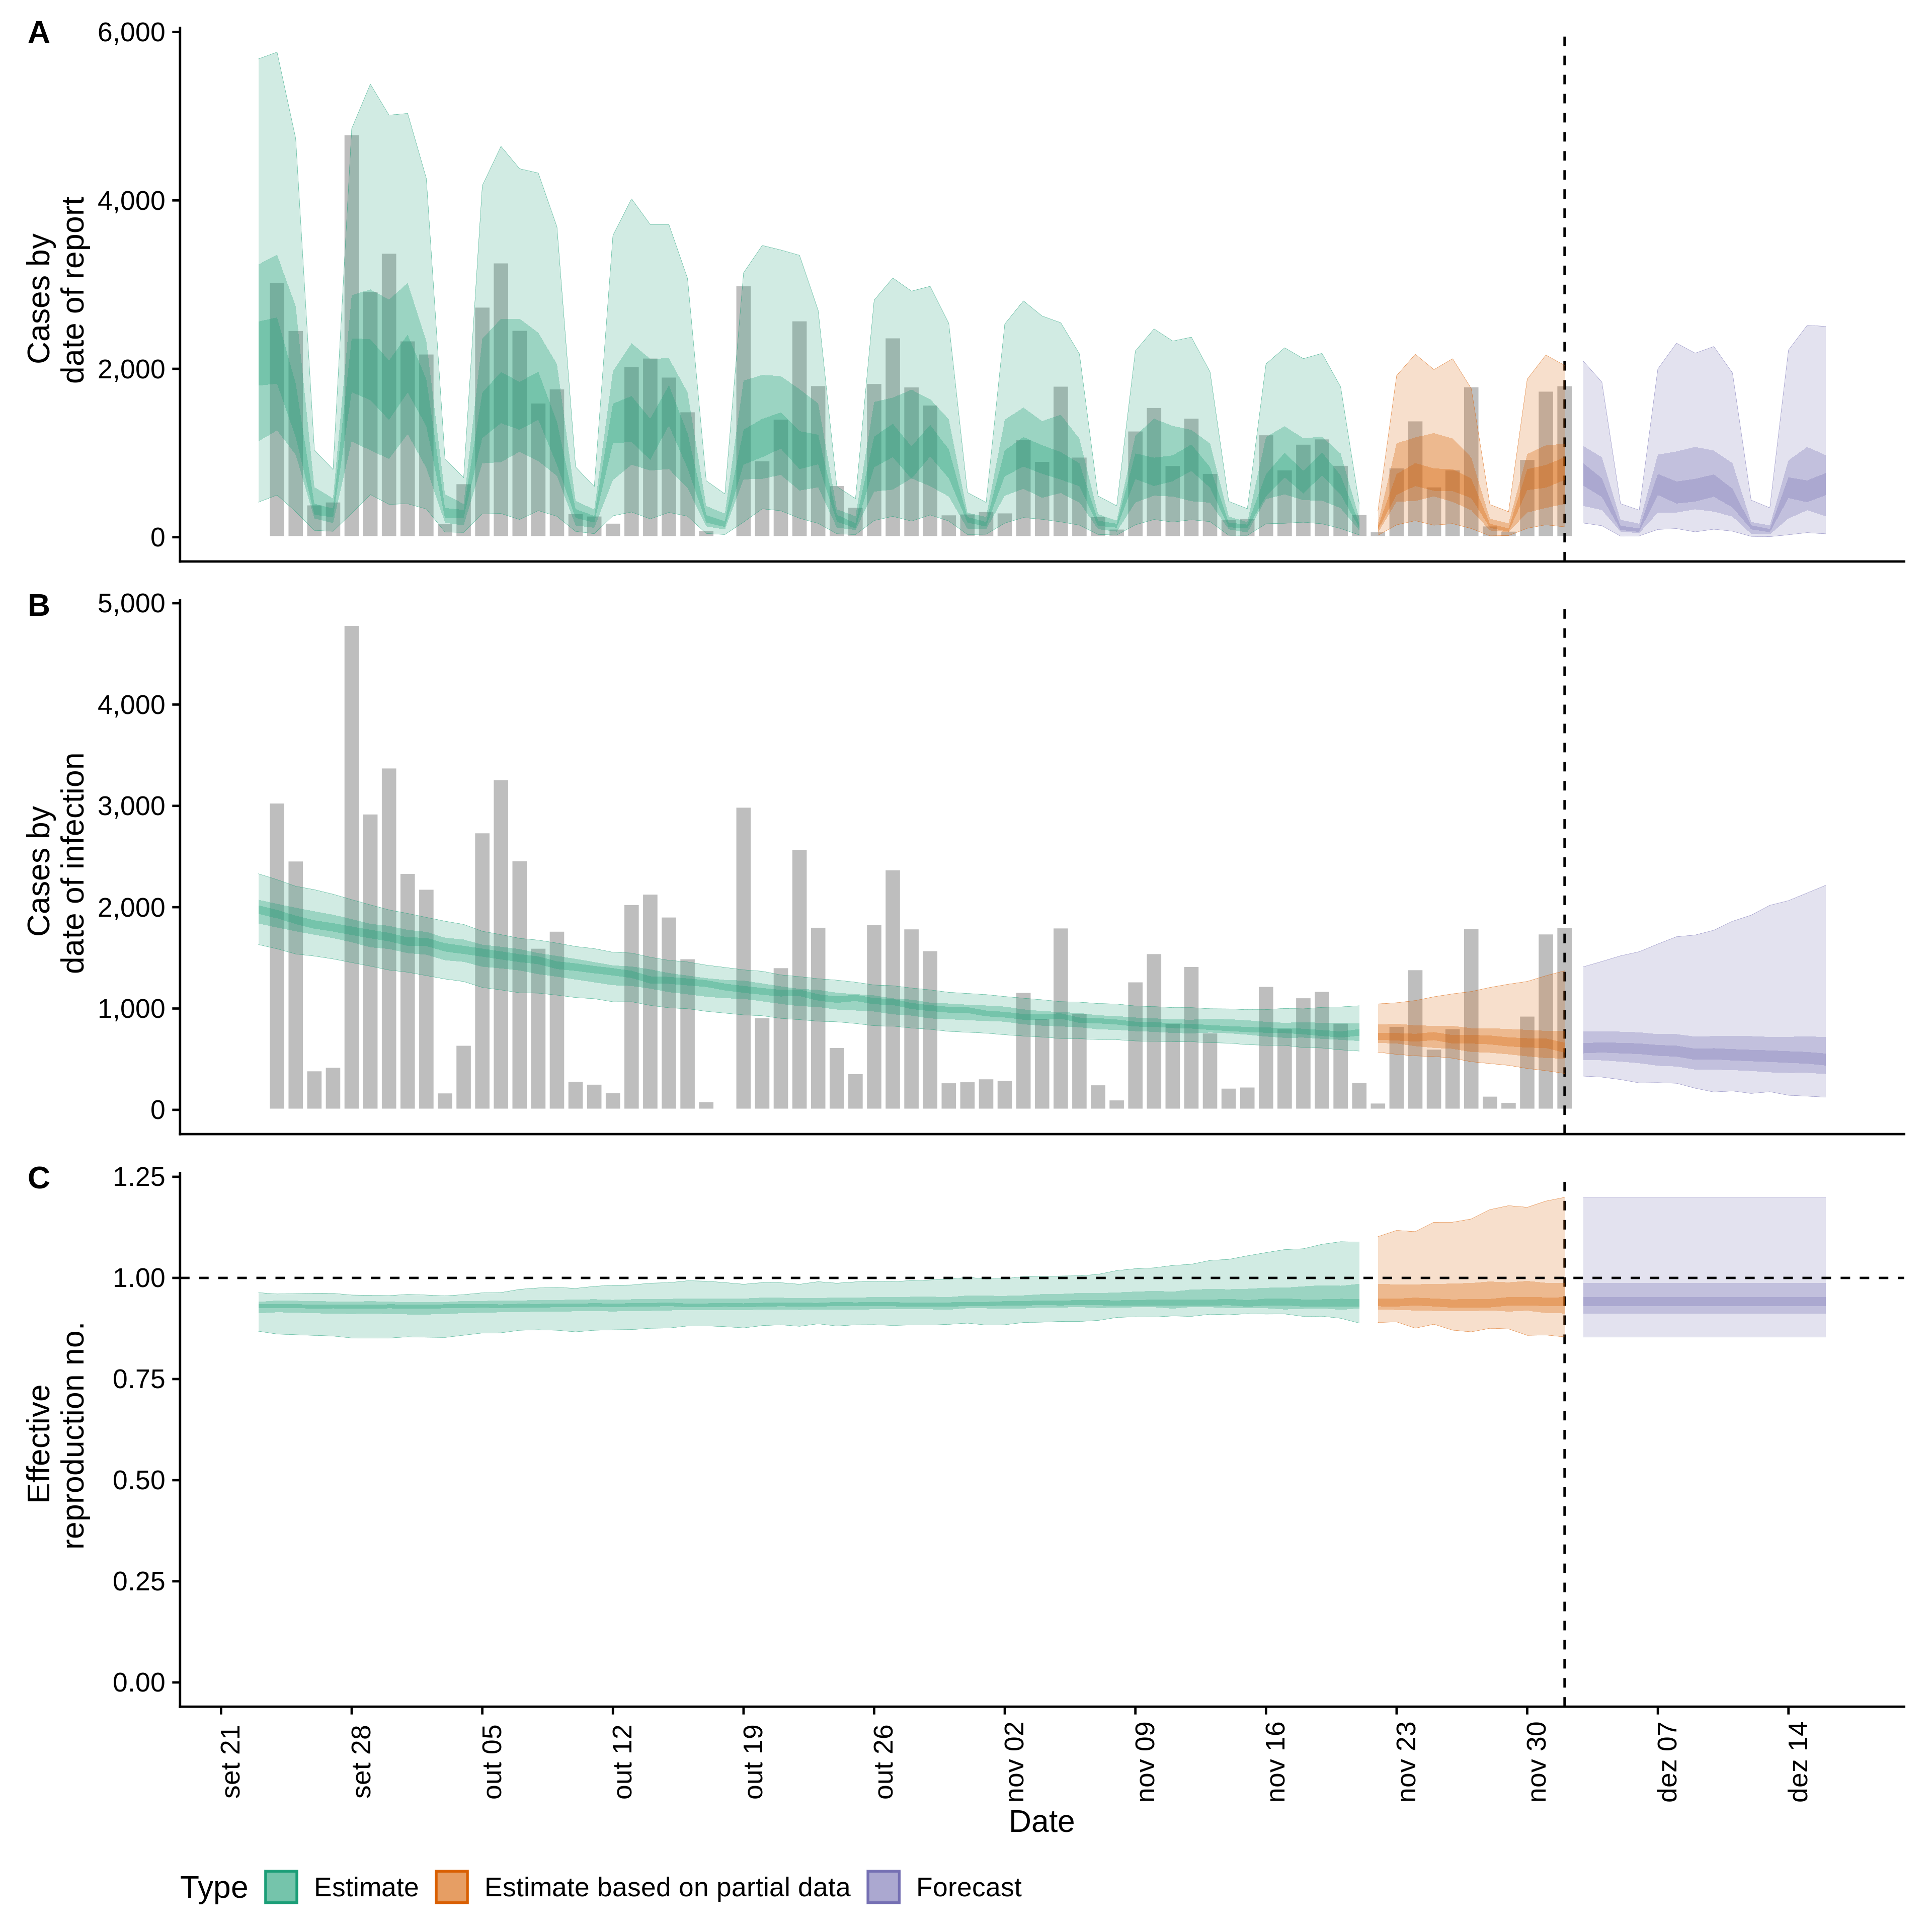 A
6,000
4,000
2,000
0
Cases by
date of report
B
5,000
4,000
3,000
2,000
1,000
0
Cases by
date of infection
C
1.25
1.00
0.75
0.50
0.25
0.00
Effective
reproduction no.
set 21
set 28
out 05
out 12
out 19
out 26
nov 02
nov 09
nov 16
nov 23
nov 30
dez 07
dez 14
Date
Type
Estimate
Estimate based on partial data
Forecast